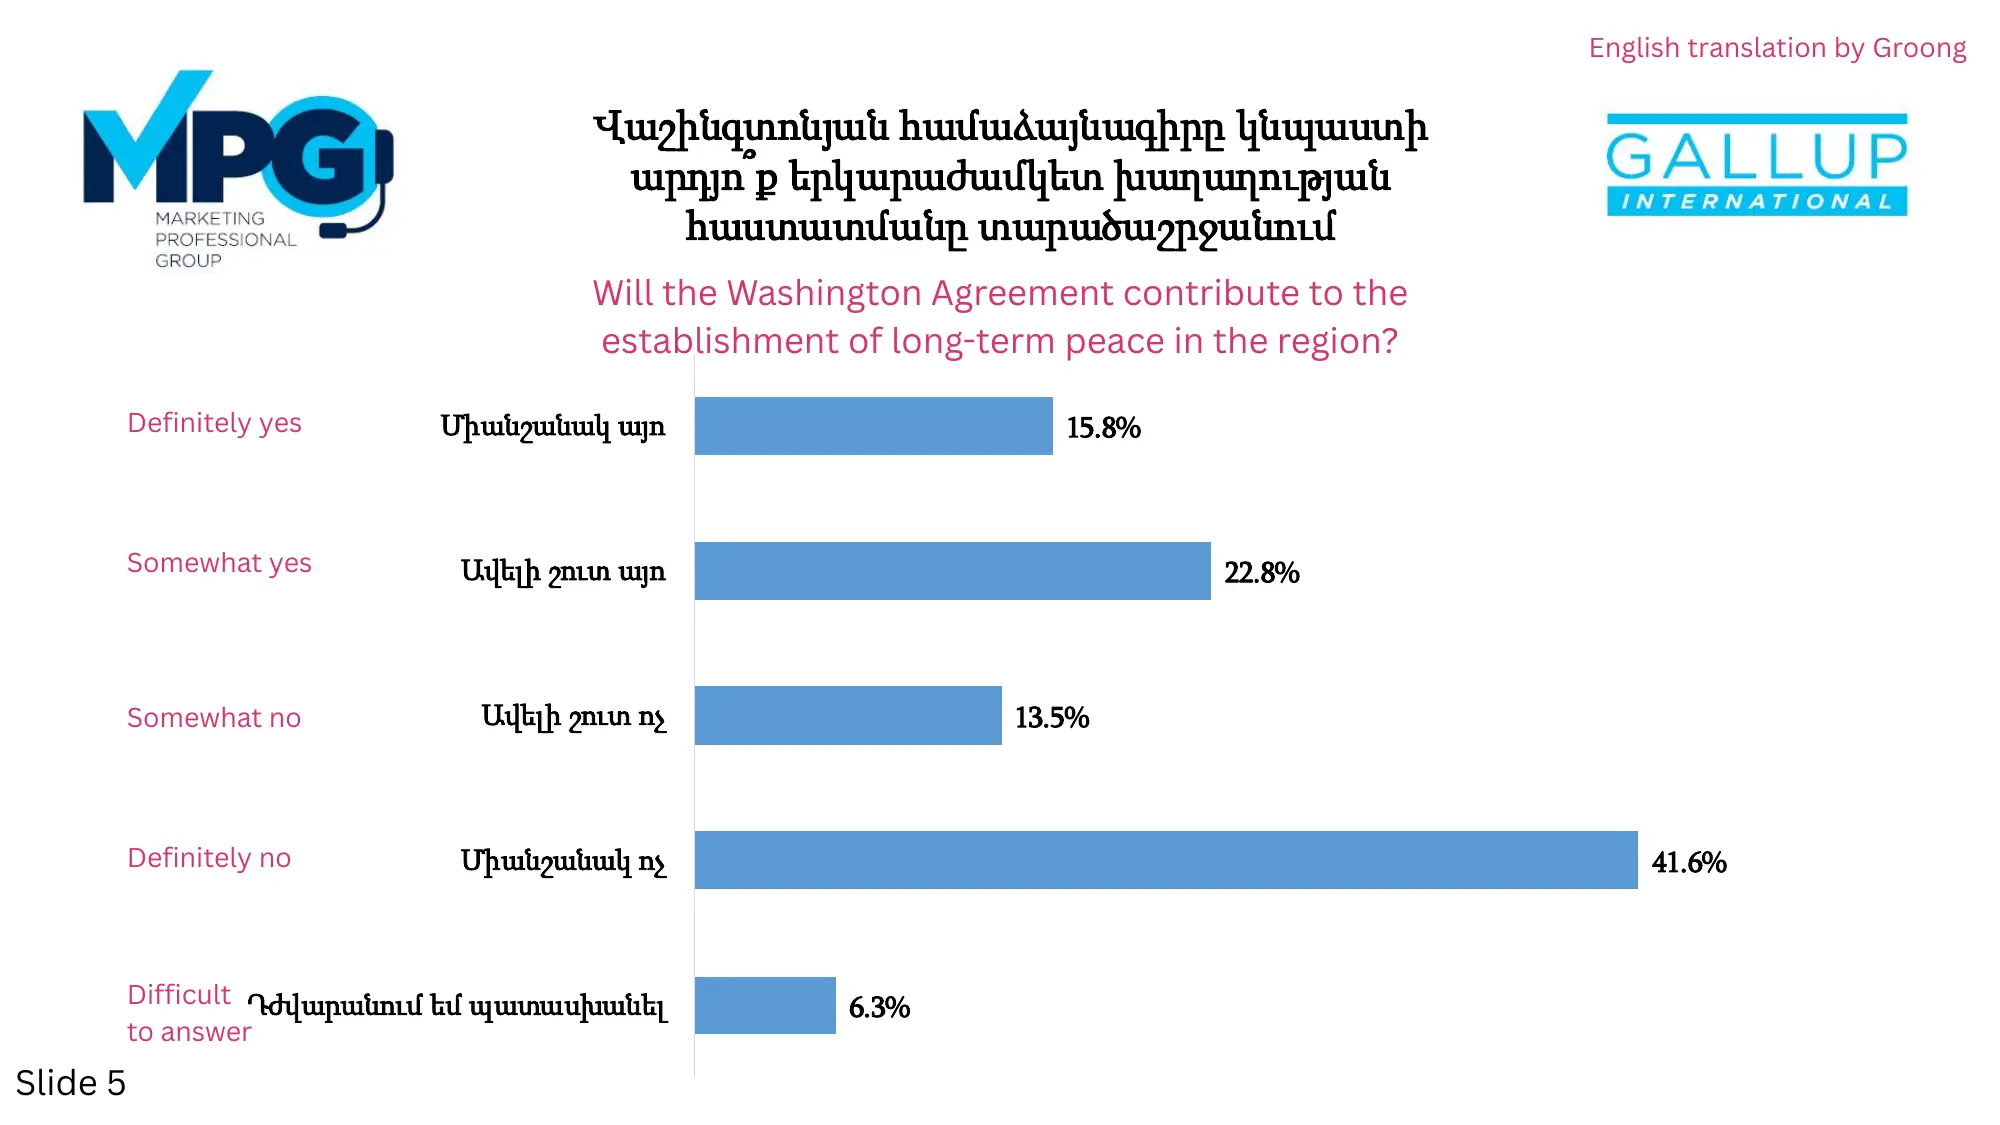 English translation by Groong
MPG
MARKETING
PROFESSIONAL
GROUP
GALLUP
INTERNATIONAL
Վաշինգտոնյան համաձայնագիրը կնպաստի
արդյո՞ք երկարաժամկետ խաղաղության
հաստատմանը տարածաշրջանում
Will the Washington Agreement contribute to the
establishment of long-term peace in the region?
Definitely yes Միանշանակ այո 15.8%
Somewhat yes Ավելի շուտ այո 22.8%
Somewhat no Ավելի շուտ ոչ 13.5%
Definitely no Միանշանակ ոչ 41.6%
Difficult
to answer
Դժվարանում եմ պատասխանել 6.3%
Slide 5